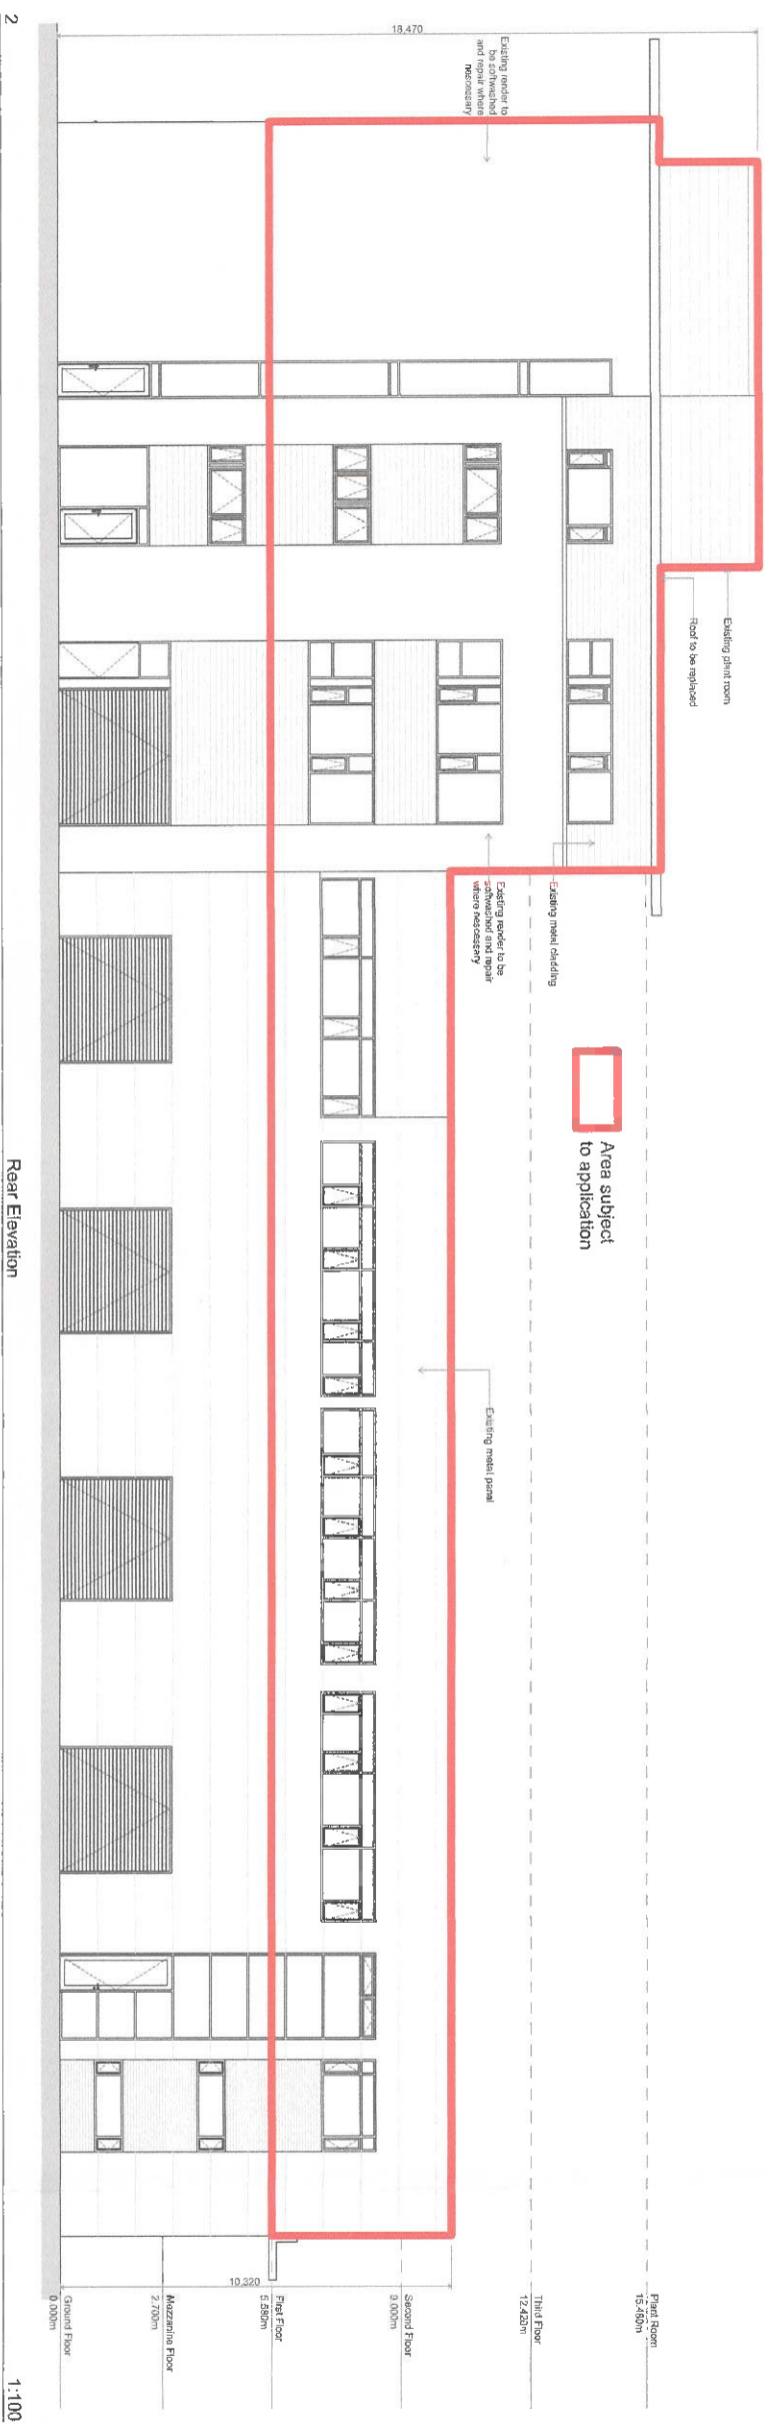 18,470
Existing render to
be softwashed
and repair where
nescessary
Existing plant room
Roof to be replaced
Existing metal cladding
Existing render to be
softwashed and repair
where nescessary
Area subject
to application
Existing metal panel
Plant Room
15.460m
Third Floor
12.420m
Second Floor
9.000m
First Floor
5.580m
Mezzanine Floor
2.700m
Ground Floor
0.000m
10,320
2
Rear Elevation
1:100